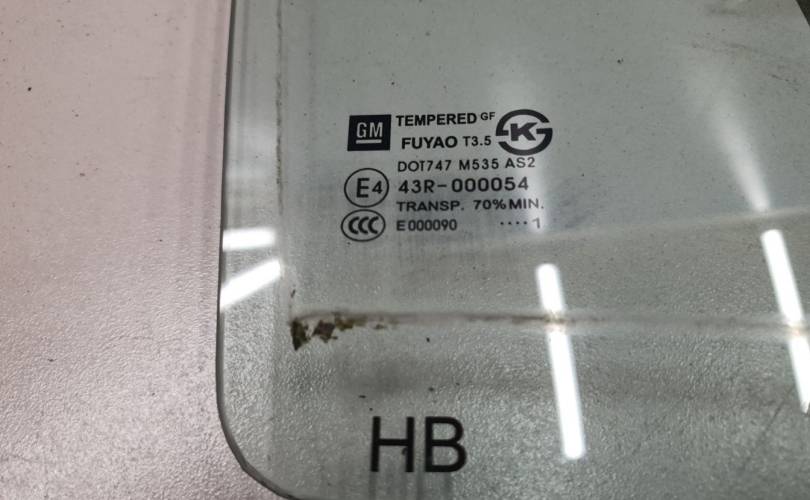 GM TEMPERED GF
FUYAO T3.5
K
DOT747 M535 AS2
E4 43R-000054
TRANSP. 70%MIN.
CCC E000090 ····1
HB